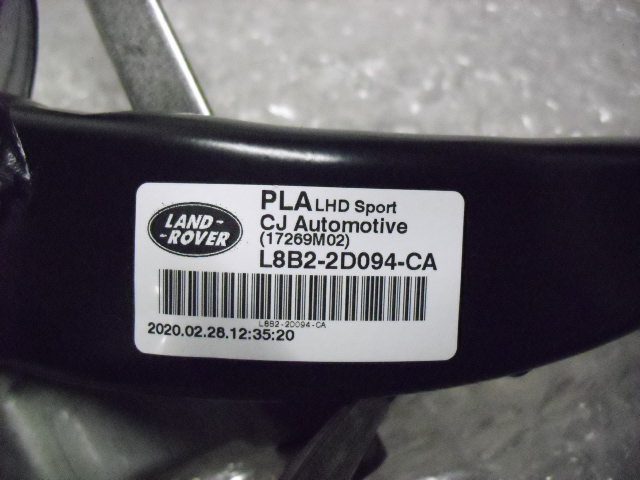 LAND-
-ROVER
PLA LHD Sport
CJ Automotive
(17269M02)
L8B2-2D094-CA
L8B2-2D094-CA
2020.02.28.12:35:20